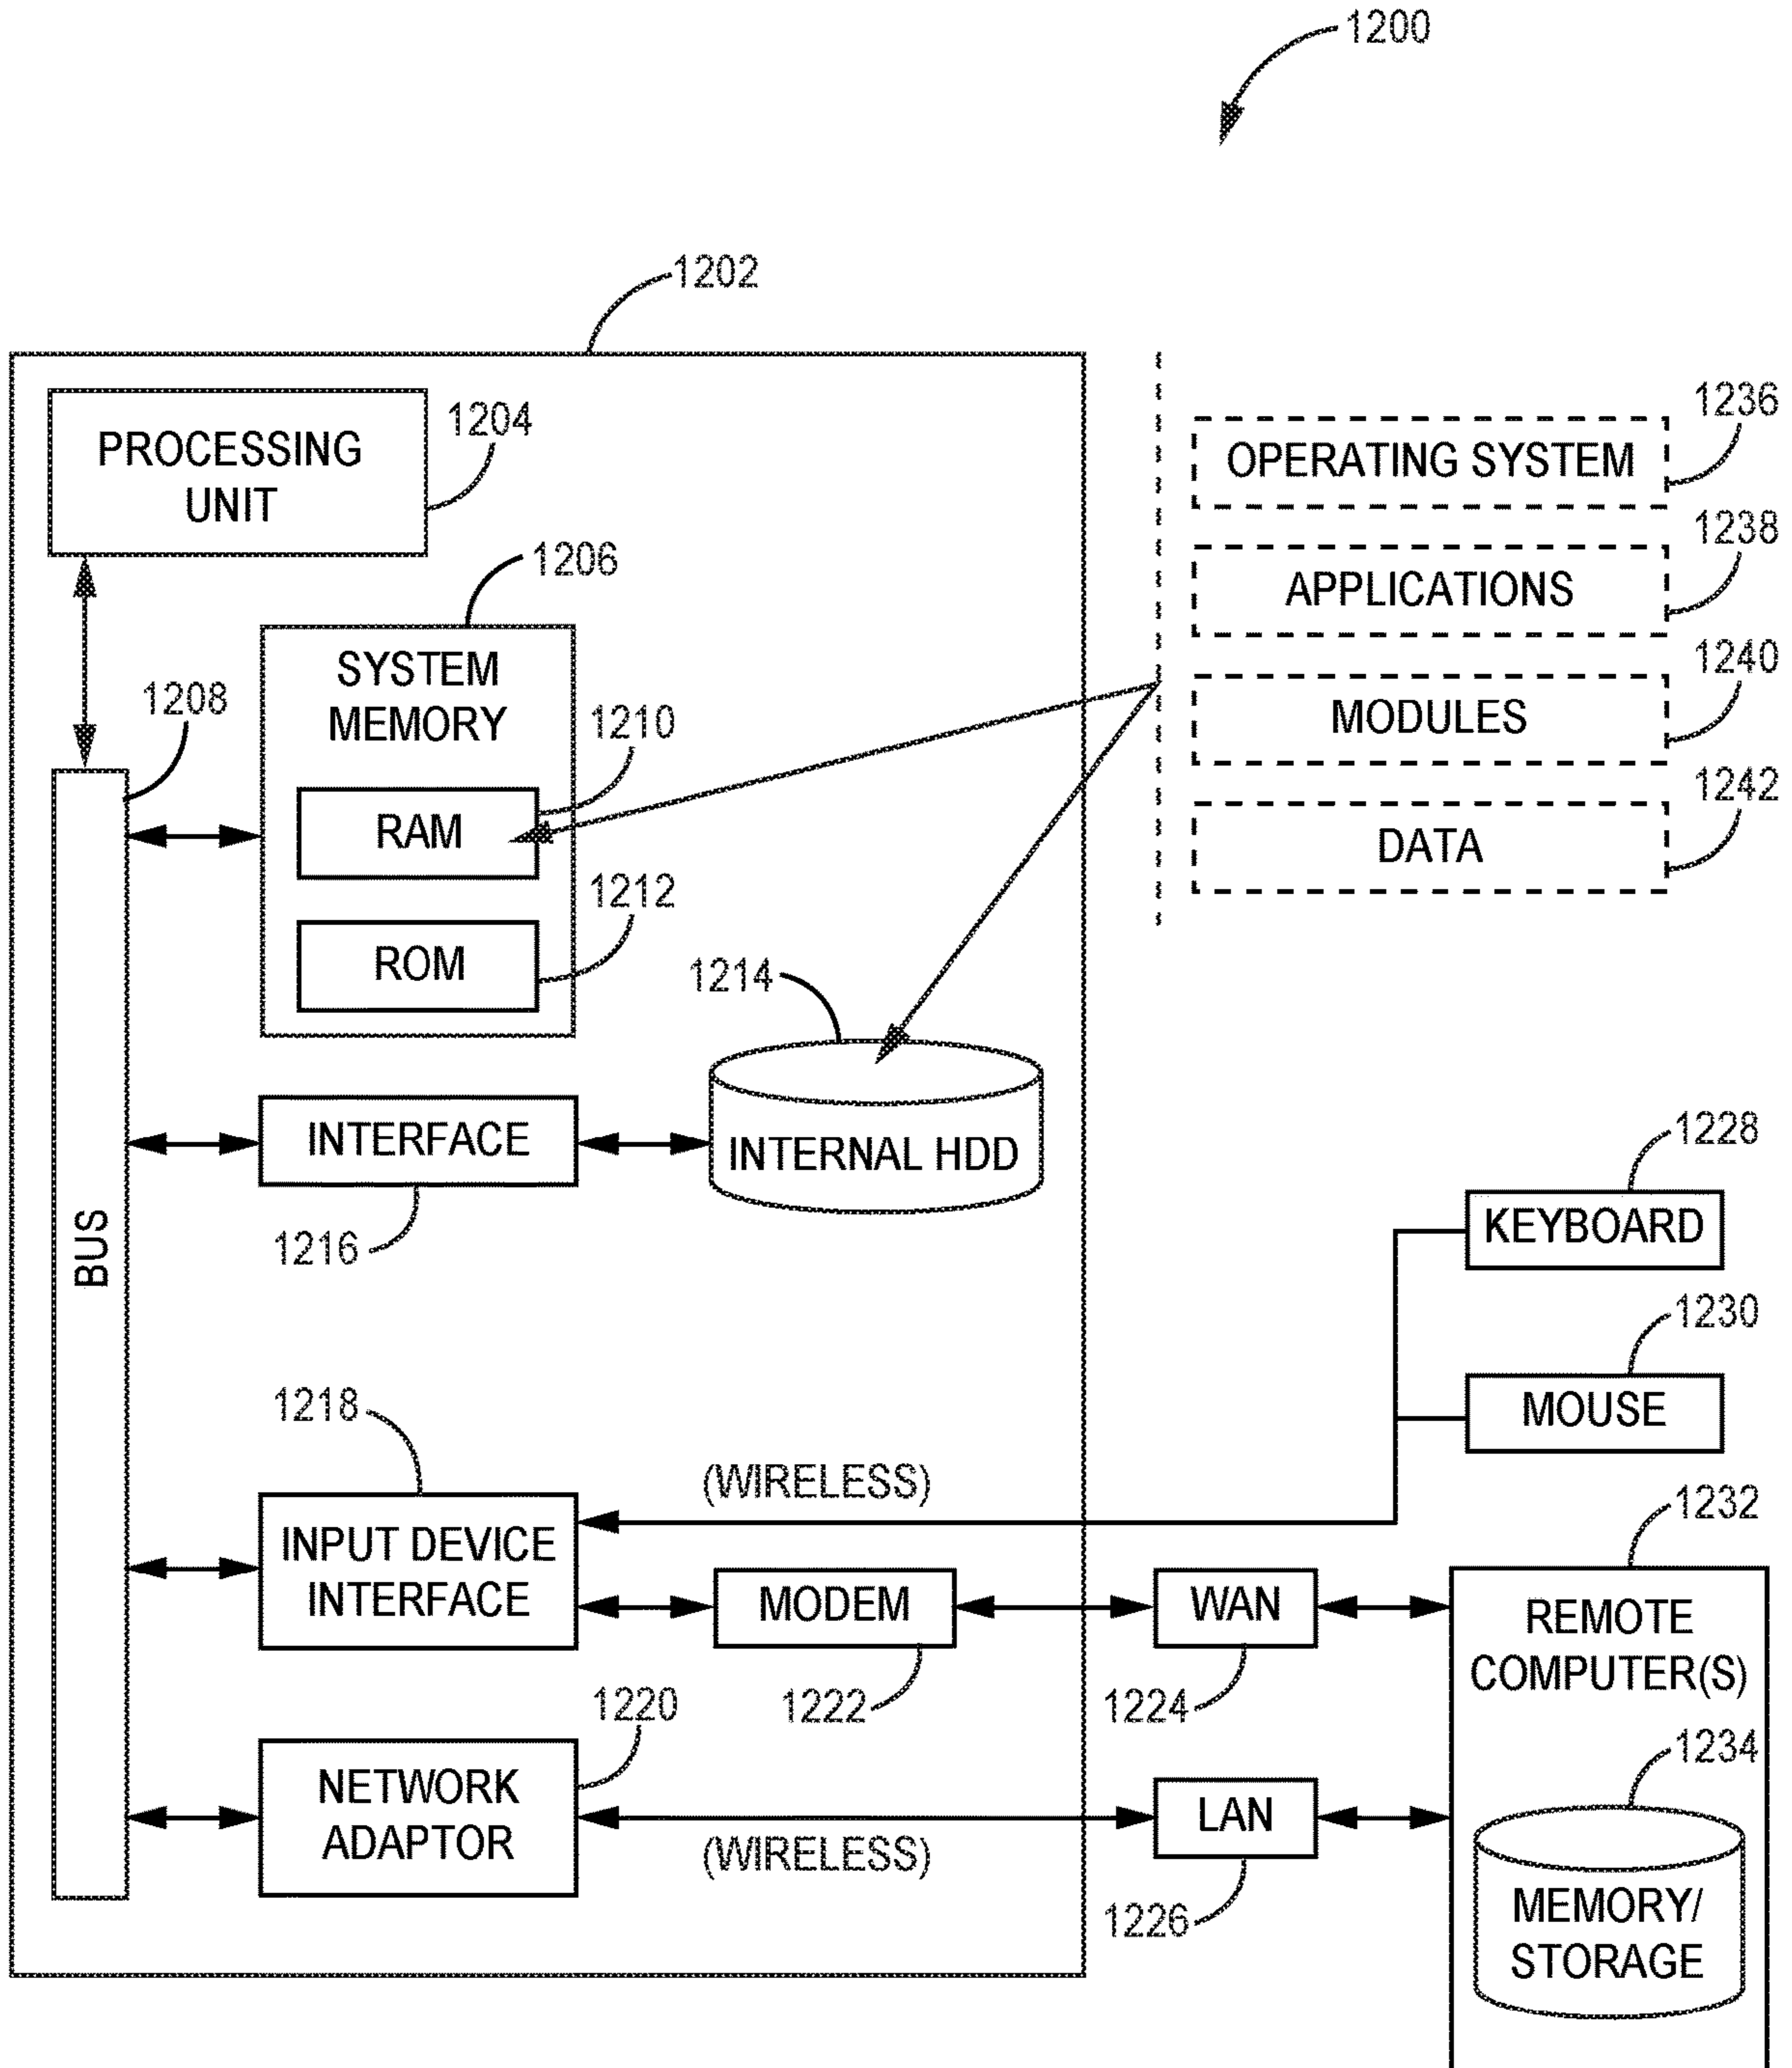 1200
1202
PROCESSING
UNIT
1204
1206
SYSTEM
MEMORY
1208
1210
RAM
1212
ROM
1214
INTERNAL HDD
INTERFACE
1216
BUS
1218
INPUT DEVICE
INTERFACE
(WIRELESS)
MODEM
1222
1220
NETWORK
ADAPTOR
(WIRELESS)
OPERATING SYSTEM
1236
APPLICATIONS
1238
MODULES
1240
DATA
1242
1228
KEYBOARD
1230
MOUSE
WAN
1224
LAN
1226
1232
REMOTE
COMPUTER(S)
1234
MEMORY/
STORAGE